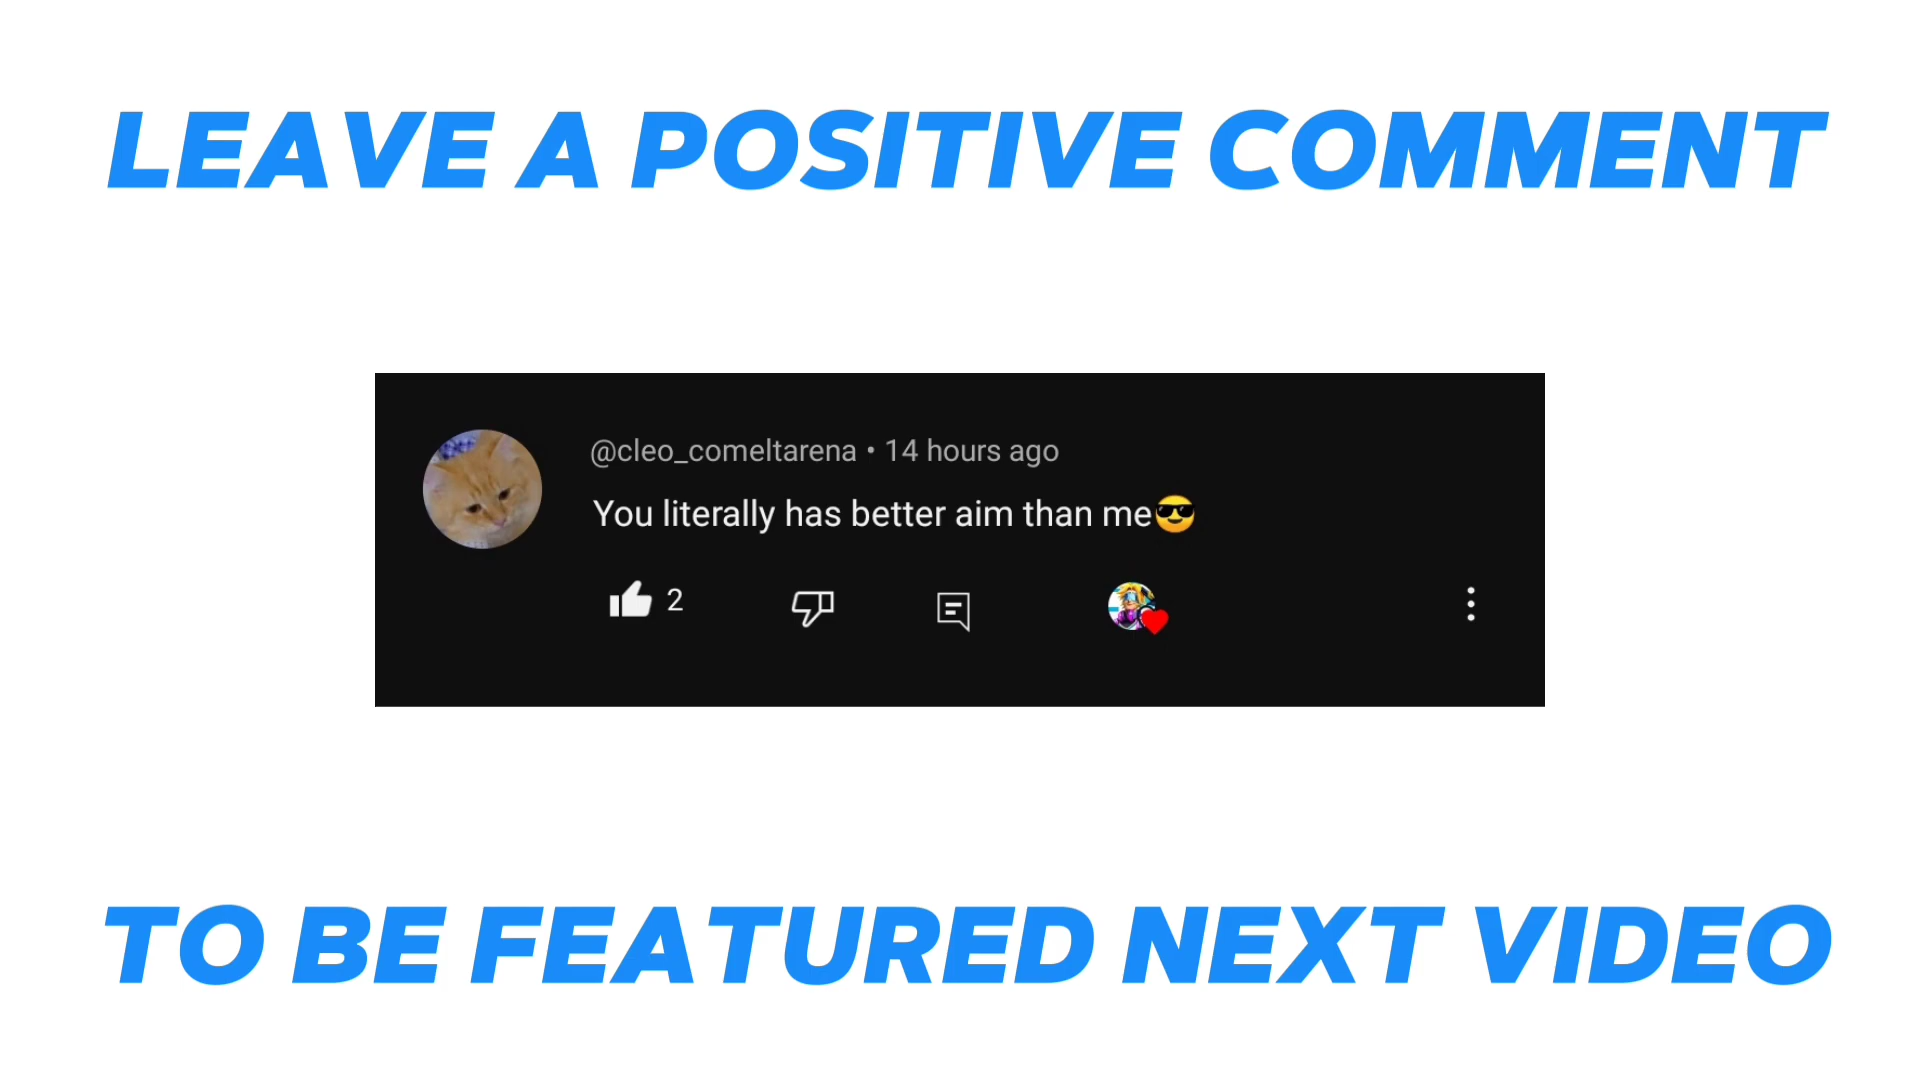 LEAVE A POSITIVE COMMENT
@cleo_comeltarena • 14 hours ago
You literally has better aim than me😎
2
TO BE FEATURED NEXT VIDEO